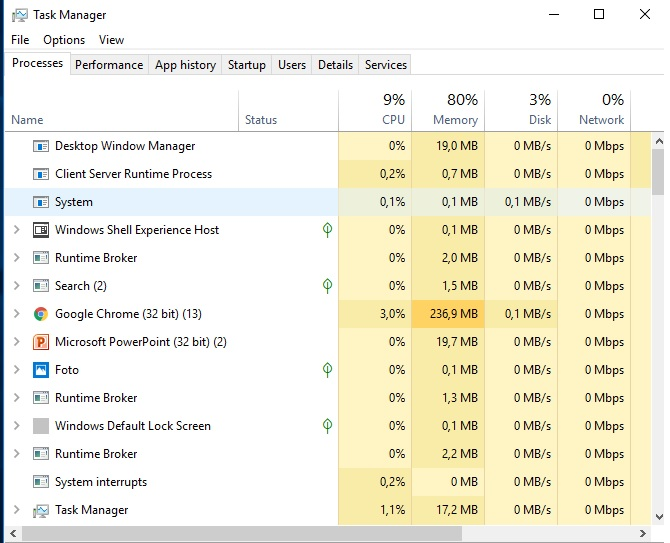 Task Manager
File Options View
Processes Performance App history Startup Users Details Services
9% 80% 3% 0%
Name Status CPU Memory Disk Network
Desktop Window Manager 0% 19,0 MB 0 MB/s 0 Mbps
Client Server Runtime Process 0,2% 0,7 MB 0 MB/s 0 Mbps
System 0,1% 0,1 MB 0,1 MB/s 0 Mbps
Windows Shell Experience Host 0% 0,1 MB 0 MB/s 0 Mbps
Runtime Broker 0% 2,0 MB 0 MB/s 0 Mbps
Search (2) 0% 1,5 MB 0 MB/s 0 Mbps
Google Chrome (32 bit) (13) 3,0% 236,9 MB 0,1 MB/s 0 Mbps
Microsoft PowerPoint (32 bit) (2) 0% 19,7 MB 0 MB/s 0 Mbps
Foto 0% 0,1 MB 0 MB/s 0 Mbps
Runtime Broker 0% 1,3 MB 0 MB/s 0 Mbps
Windows Default Lock Screen 0% 0,1 MB 0 MB/s 0 Mbps
Runtime Broker 0% 2,2 MB 0 MB/s 0 Mbps
System interrupts 0,2% 0 MB 0 MB/s 0 Mbps
Task Manager 1,1% 17,2 MB 0 MB/s 0 Mbps